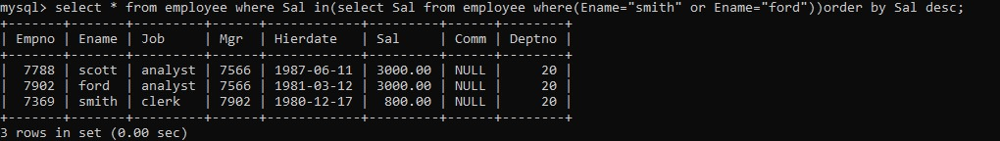 mysql> select * from employee where Sal in(select Sal from employee where(Ename="smith" or Ename="ford"))order by Sal desc;
+-------+-------+---------+------+------------+---------+------+--------+
| Empno | Ename | Job     | Mgr  | Hierdate   | Sal     | Comm | Deptno |
+-------+-------+---------+------+------------+---------+------+--------+
|  7788 | scott | analyst | 7566 | 1987-06-11 | 3000.00 | NULL |     20 |
|  7902 | ford  | analyst | 7566 | 1981-03-12 | 3000.00 | NULL |     20 |
|  7369 | smith | clerk   | 7902 | 1980-12-17 |  800.00 | NULL |     20 |
+-------+-------+---------+------+------------+---------+------+--------+
3 rows in set (0.00 sec)